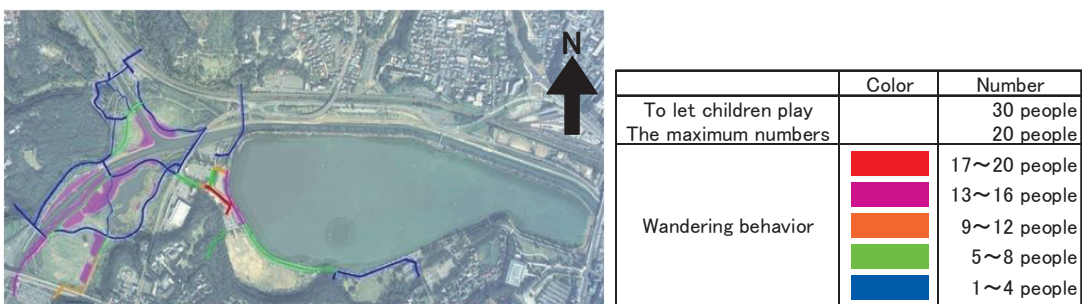 N
Color Number
To let children play 30 people
The maximum numbers 20 people
Wandering behavior
17～20 people
13～16 people
9～12 people
5～8 people
1～4 people